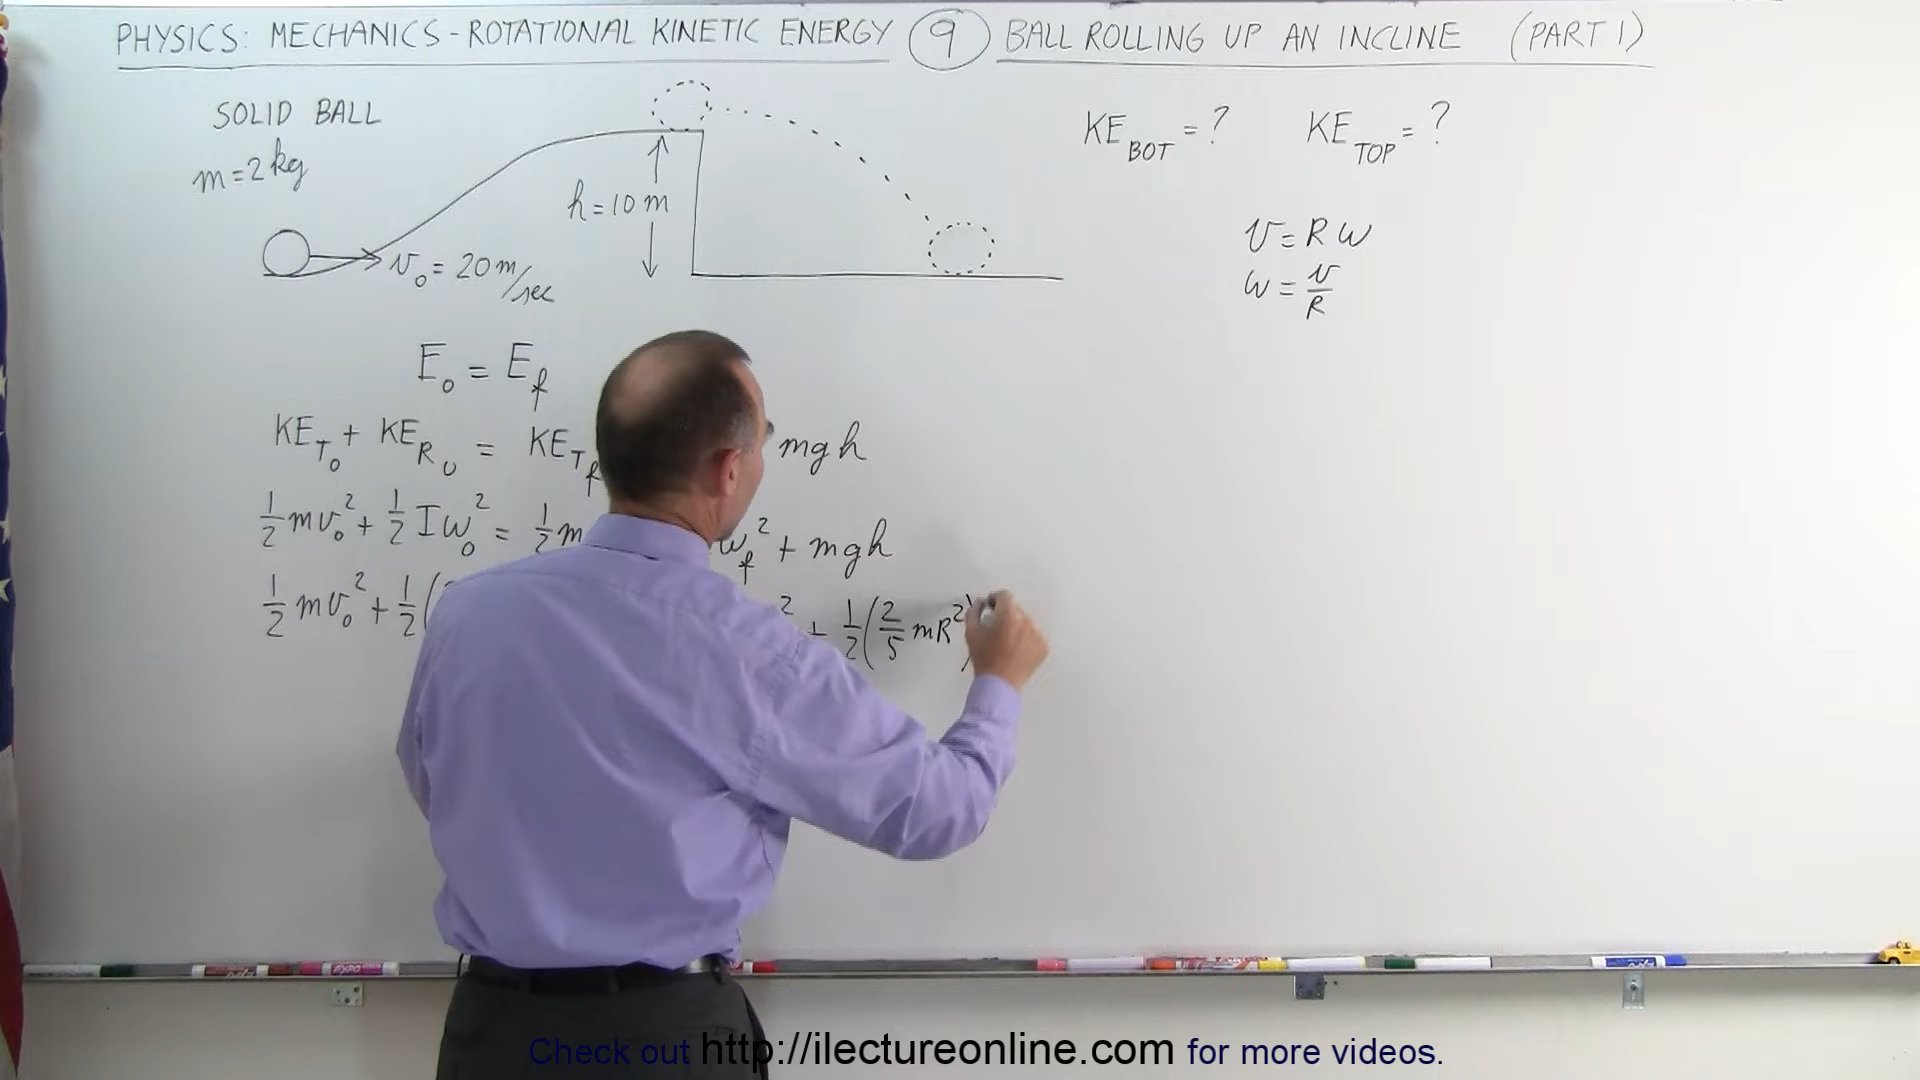 PHYSICS: MECHANICS - ROTATIONAL KINETIC ENERGY 9 BALL ROLLING UP AN INCLINE (PART 1)
SOLID BALL
m = 2 kg
h = 10 m
v₀ = 20 m/sec
KE_BOT = ? KE_TOP = ?
v = R ω
ω = v/R
E₀ = E_f
KE_T₀ + KE_R₀ = KE_T_f mgh
½mv₀² + ½Iω₀² = ½m ω_f² + mgh
½mv₀² + ½( ² + ½(2/5 mR²)
Check out http://ilectureonline.com for more videos.